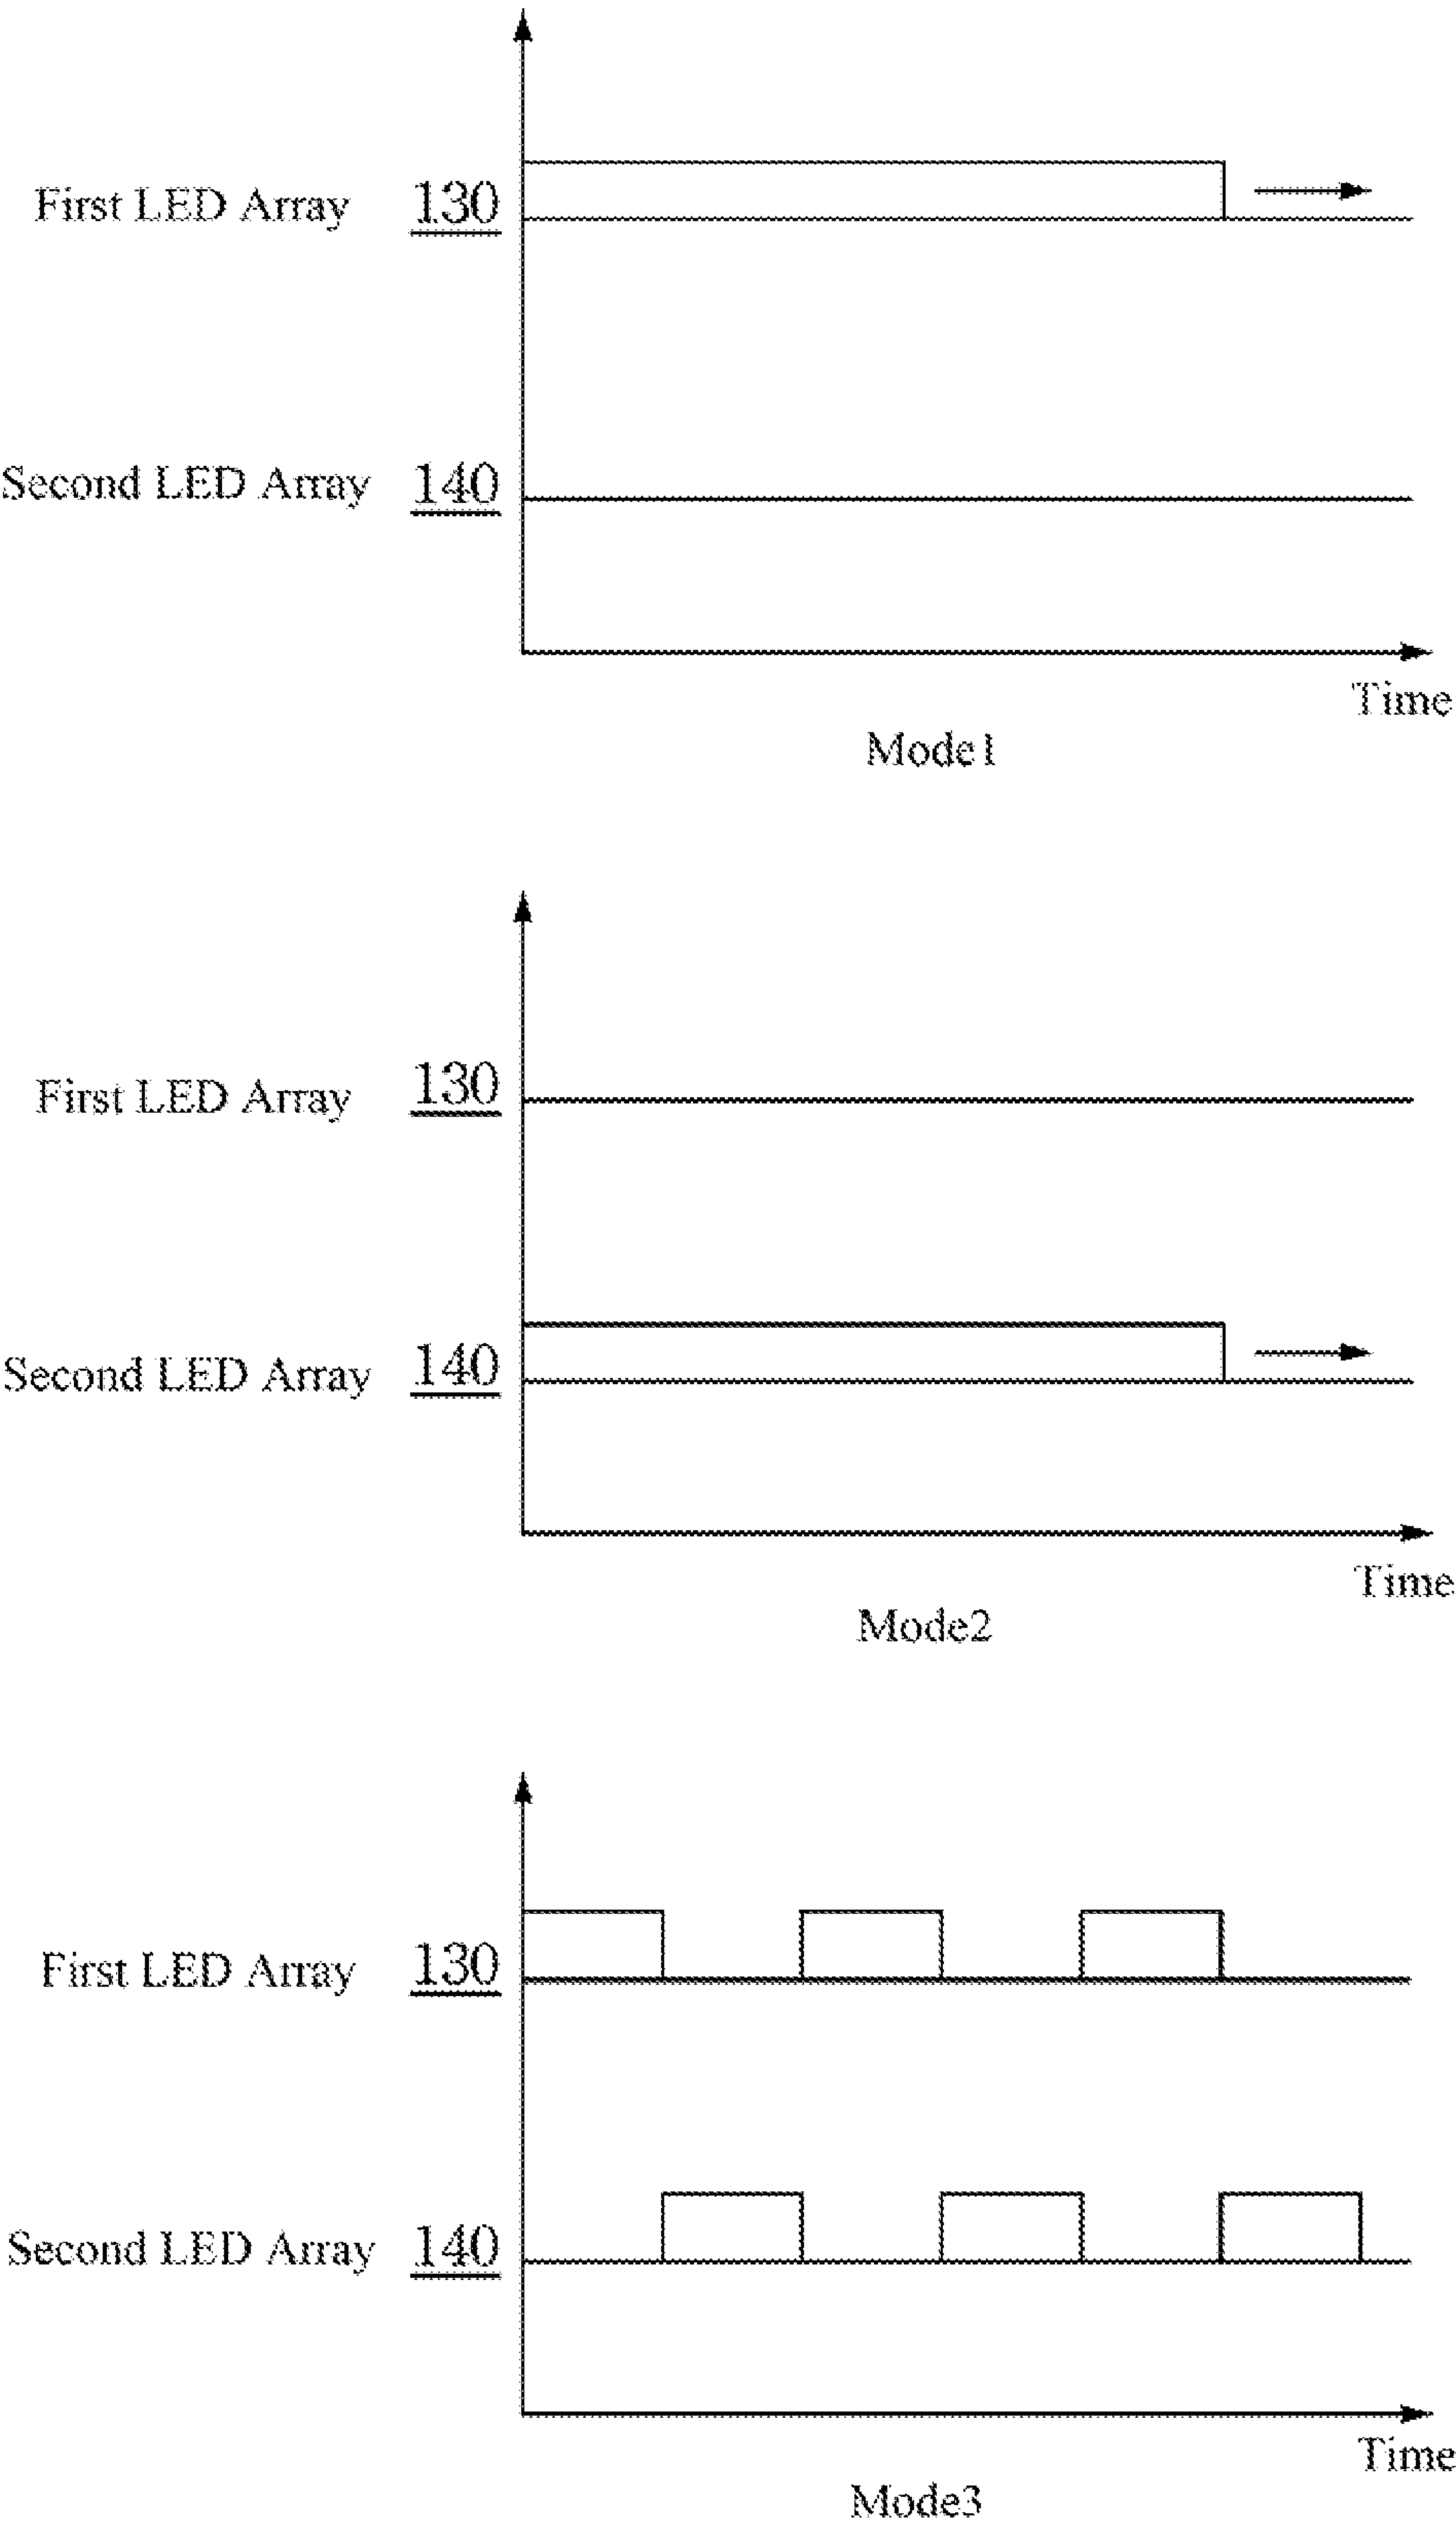 First LED Array 130
Second LED Array 140
Time
Mode1
First LED Array 130
Second LED Array 140
Time
Mode2
First LED Array 130
Second LED Array 140
Time
Mode3